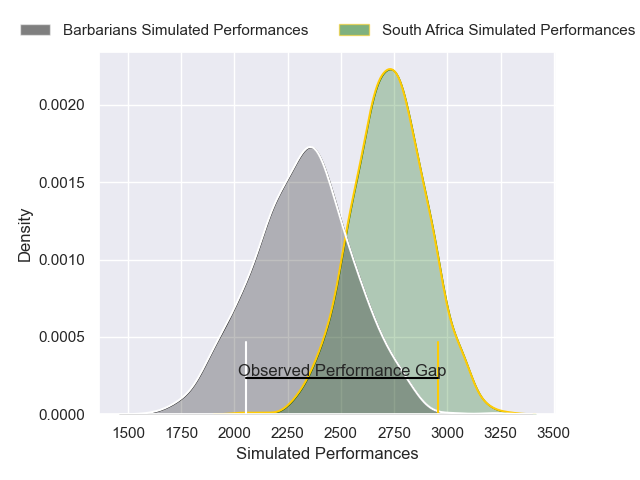 Barbarians Simulated Performances South Africa Simulated Performances
0.0020
0.0015
0.0010
0.0005
0.0000
Density
Observed Performance Gap
1500 1750 2000 2250 2500 2750 3000 3250 3500
Simulated Performances